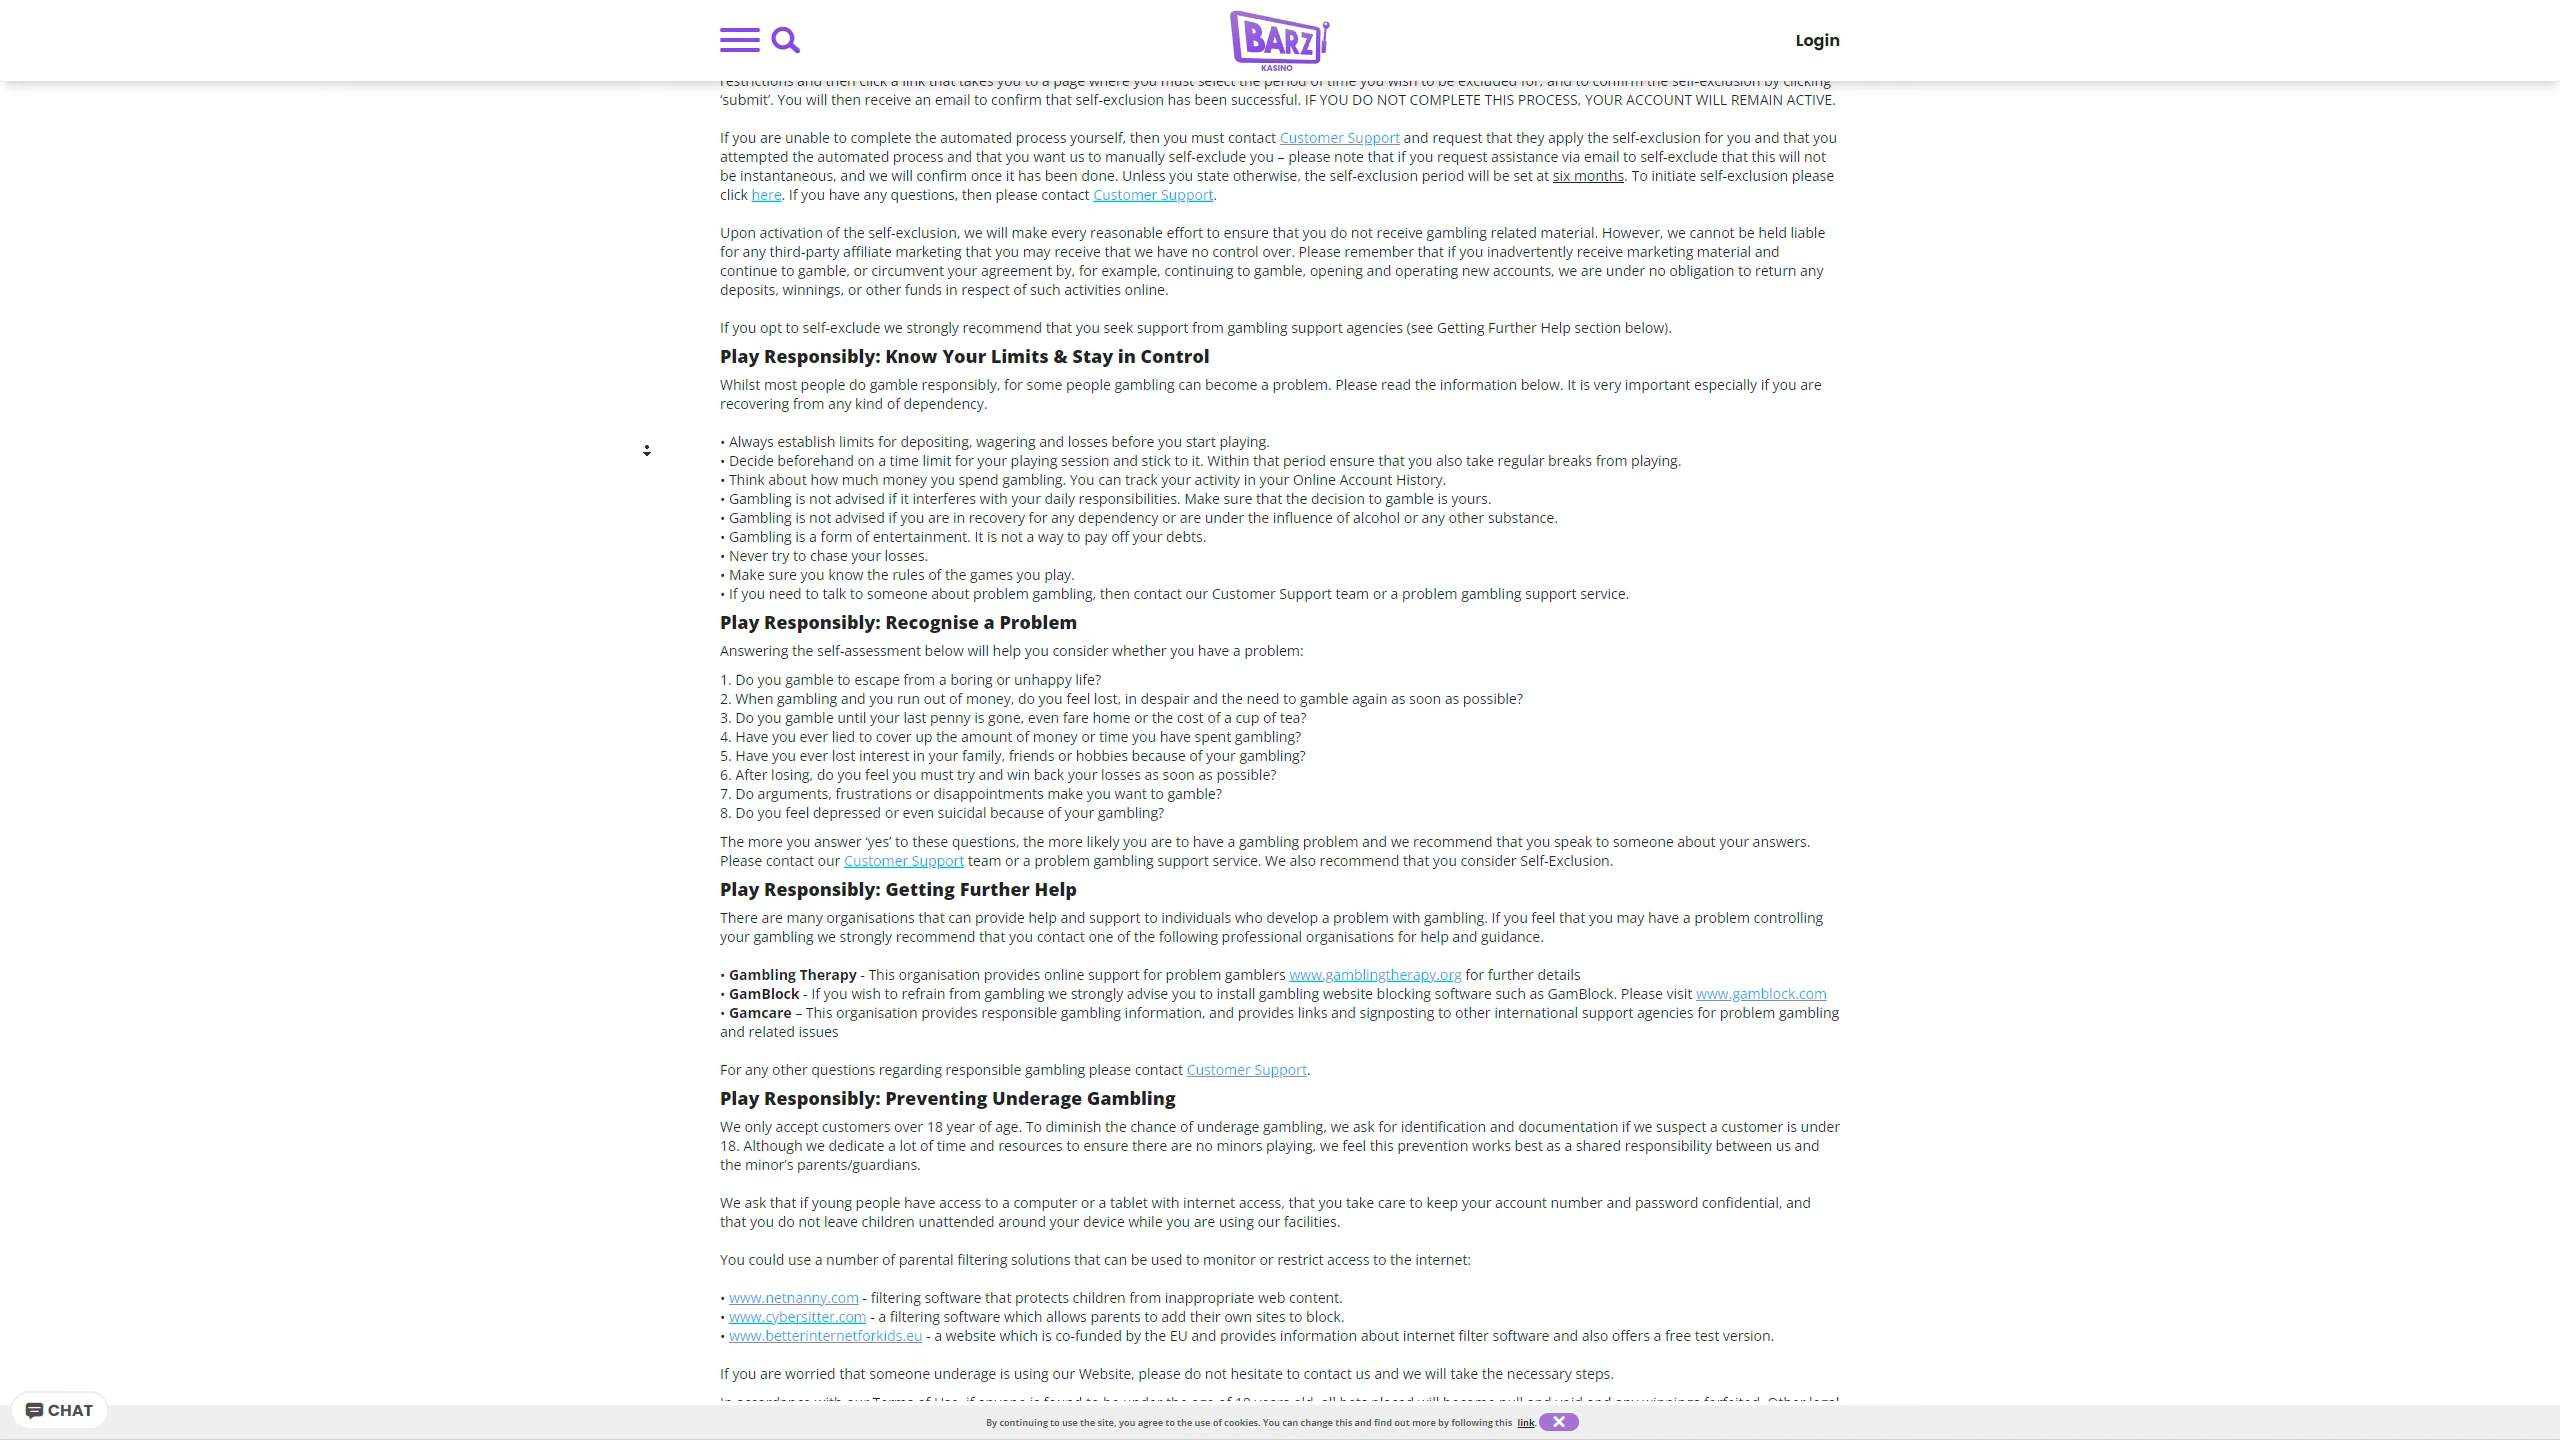 BARZ
KASINO
Login
restrictions and then click a link that takes you to a page where you must select the period of time you wish to be excluded for, and to confirm the self-exclusion by clicking
‘submit’. You will then receive an email to confirm that self-exclusion has been successful. IF YOU DO NOT COMPLETE THIS PROCESS, YOUR ACCOUNT WILL REMAIN ACTIVE.
If you are unable to complete the automated process yourself, then you must contact Customer Support and request that they apply the self-exclusion for you and that you
attempted the automated process and that you want us to manually self-exclude you – please note that if you request assistance via email to self-exclude that this will not
be instantaneous, and we will confirm once it has been done. Unless you state otherwise, the self-exclusion period will be set at six months. To initiate self-exclusion please
click here. If you have any questions, then please contact Customer Support.
Upon activation of the self-exclusion, we will make every reasonable effort to ensure that you do not receive gambling related material. However, we cannot be held liable
for any third-party affiliate marketing that you may receive that we have no control over. Please remember that if you inadvertently receive marketing material and
continue to gamble, or circumvent your agreement by, for example, continuing to gamble, opening and operating new accounts, we are under no obligation to return any
deposits, winnings, or other funds in respect of such activities online.
If you opt to self-exclude we strongly recommend that you seek support from gambling support agencies (see Getting Further Help section below).
Play Responsibly: Know Your Limits & Stay in Control
Whilst most people do gamble responsibly, for some people gambling can become a problem. Please read the information below. It is very important especially if you are
recovering from any kind of dependency.
• Always establish limits for depositing, wagering and losses before you start playing.
• Decide beforehand on a time limit for your playing session and stick to it. Within that period ensure that you also take regular breaks from playing.
• Think about how much money you spend gambling. You can track your activity in your Online Account History.
• Gambling is not advised if it interferes with your daily responsibilities. Make sure that the decision to gamble is yours.
• Gambling is not advised if you are in recovery for any dependency or are under the influence of alcohol or any other substance.
• Gambling is a form of entertainment. It is not a way to pay off your debts.
• Never try to chase your losses.
• Make sure you know the rules of the games you play.
• If you need to talk to someone about problem gambling, then contact our Customer Support team or a problem gambling support service.
Play Responsibly: Recognise a Problem
Answering the self-assessment below will help you consider whether you have a problem:
1. Do you gamble to escape from a boring or unhappy life?
2. When gambling and you run out of money, do you feel lost, in despair and the need to gamble again as soon as possible?
3. Do you gamble until your last penny is gone, even fare home or the cost of a cup of tea?
4. Have you ever lied to cover up the amount of money or time you have spent gambling?
5. Have you ever lost interest in your family, friends or hobbies because of your gambling?
6. After losing, do you feel you must try and win back your losses as soon as possible?
7. Do arguments, frustrations or disappointments make you want to gamble?
8. Do you feel depressed or even suicidal because of your gambling?
The more you answer ‘yes’ to these questions, the more likely you are to have a gambling problem and we recommend that you speak to someone about your answers.
Please contact our Customer Support team or a problem gambling support service. We also recommend that you consider Self-Exclusion.
Play Responsibly: Getting Further Help
There are many organisations that can provide help and support to individuals who develop a problem with gambling. If you feel that you may have a problem controlling
your gambling we strongly recommend that you contact one of the following professional organisations for help and guidance.
• Gambling Therapy - This organisation provides online support for problem gamblers www.gamblingtherapy.org for further details
• GamBlock - If you wish to refrain from gambling we strongly advise you to install gambling website blocking software such as GamBlock. Please visit www.gamblock.com
• Gamcare – This organisation provides responsible gambling information, and provides links and signposting to other international support agencies for problem gambling
and related issues
For any other questions regarding responsible gambling please contact Customer Support.
Play Responsibly: Preventing Underage Gambling
We only accept customers over 18 year of age. To diminish the chance of underage gambling, we ask for identification and documentation if we suspect a customer is under
18. Although we dedicate a lot of time and resources to ensure there are no minors playing, we feel this prevention works best as a shared responsibility between us and
the minor’s parents/guardians.
We ask that if young people have access to a computer or a tablet with internet access, that you take care to keep your account number and password confidential, and
that you do not leave children unattended around your device while you are using our facilities.
You could use a number of parental filtering solutions that can be used to monitor or restrict access to the internet:
• www.netnanny.com - filtering software that protects children from inappropriate web content.
• www.cybersitter.com - a filtering software which allows parents to add their own sites to block.
• www.betterinternetforkids.eu - a website which is co-funded by the EU and provides information about internet filter software and also offers a free test version.
If you are worried that someone underage is using our Website, please do not hesitate to contact us and we will take the necessary steps.
CHAT
By continuing to use the site, you agree to the use of cookies. You can change this and find out more by following this link.